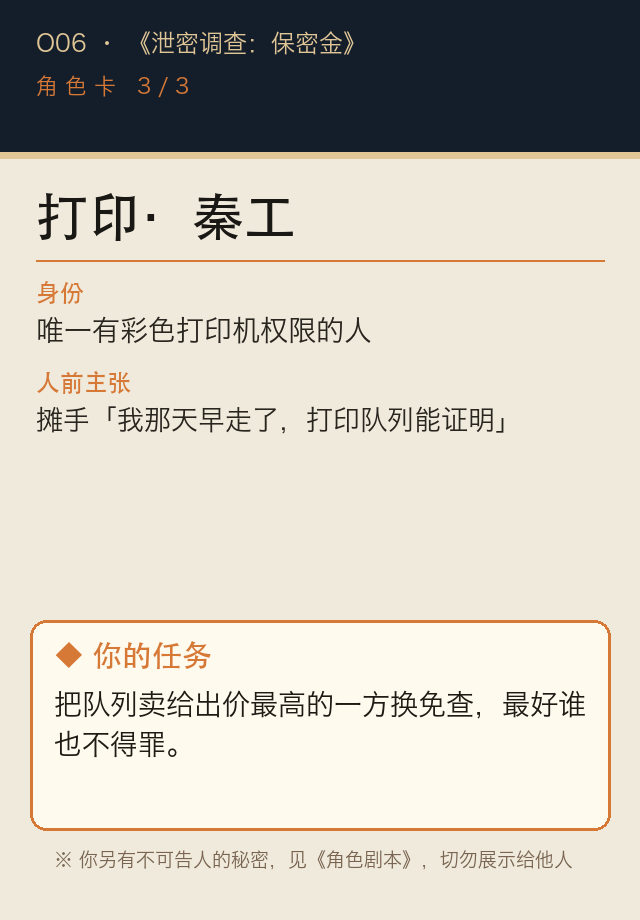 O06 · 《泄密调查：保密金》
角色卡 3/3
打印· 秦工
身份
唯一有彩色打印机权限的人
人前主张
摊手「我那天早走了，打印队列能证明」
◆ 你的任务
把队列卖给出价最高的一方换免查，最好谁
也不得罪。
※ 你另有不可告人的秘密，见《角色剧本》，切勿展示给他人